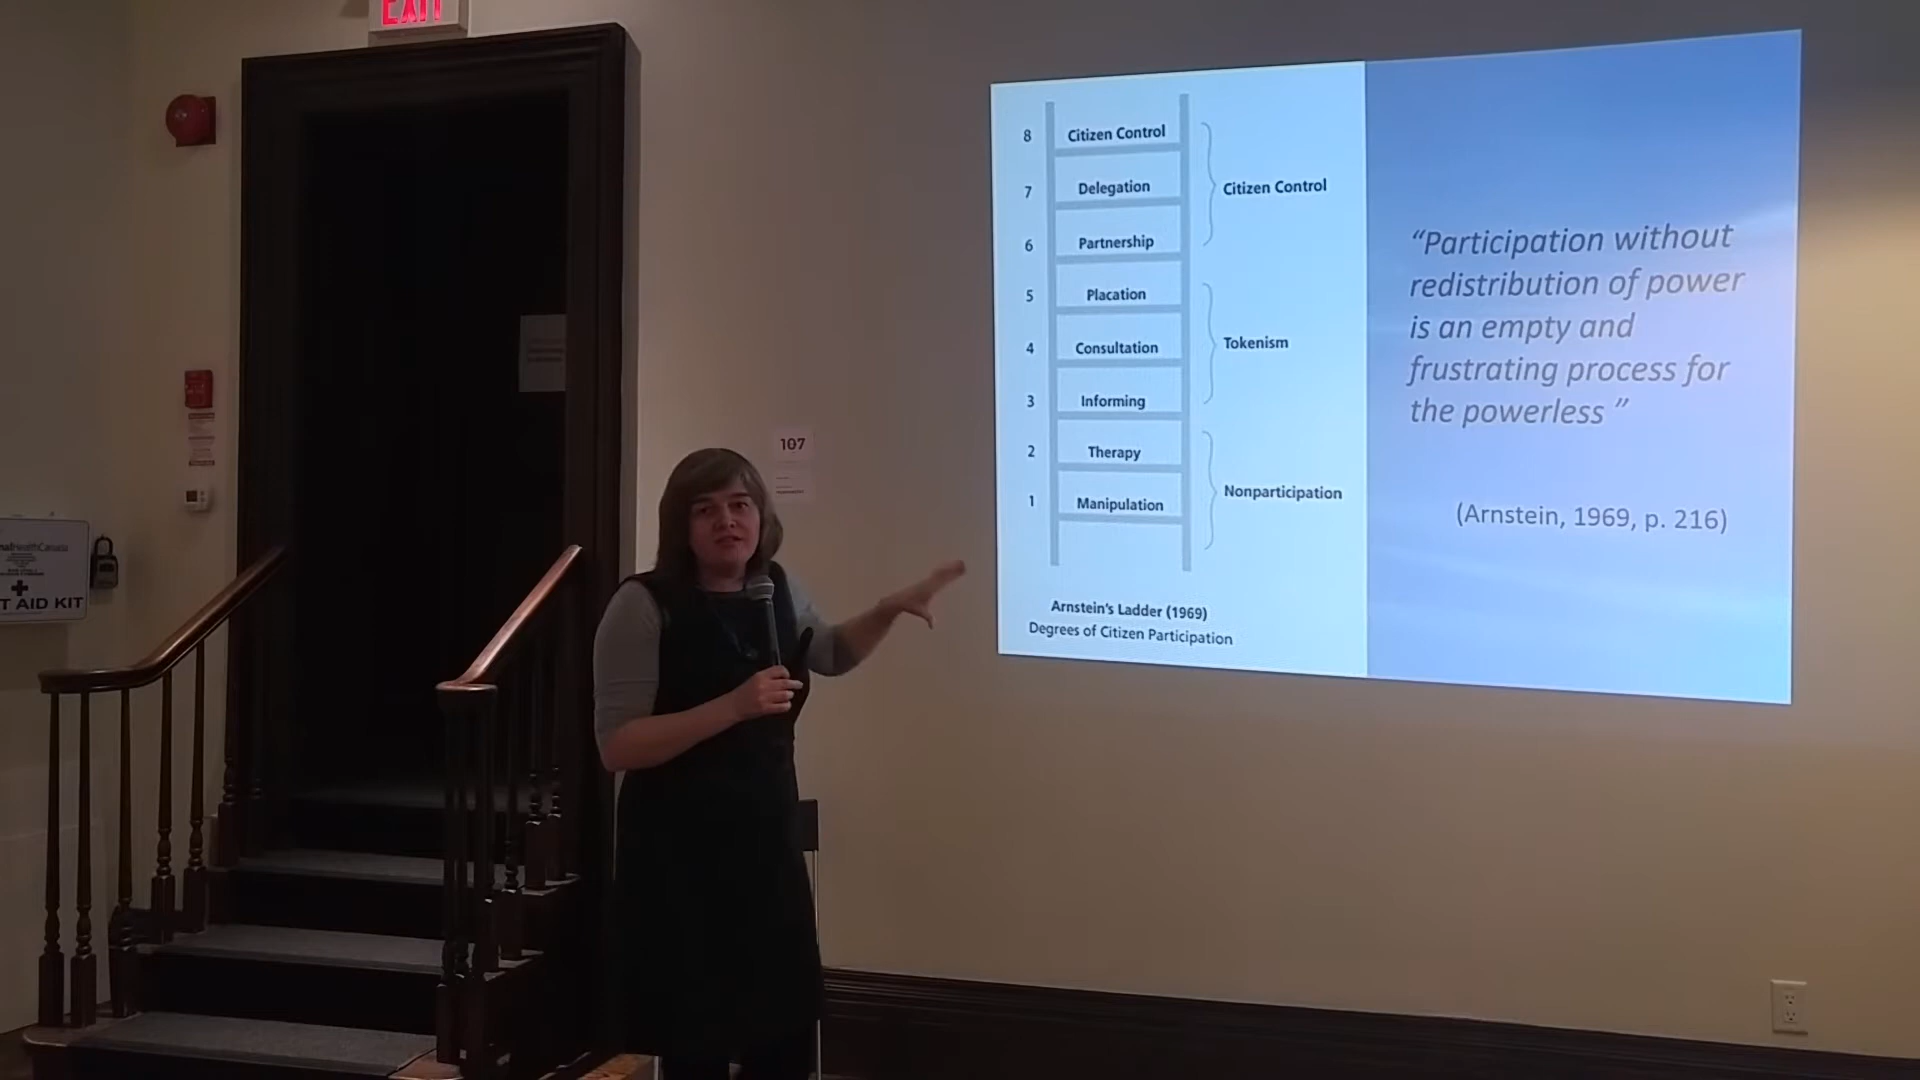 EXIT
107
T AID KIT
8 Citizen Control
7 Delegation
6 Partnership
Citizen Control
5 Placation
4 Consultation
3 Informing
Tokenism
2 Therapy
1 Manipulation
Nonparticipation
Arnstein's Ladder (1969)
Degrees of Citizen Participation
“Participation without
redistribution of power
is an empty and
frustrating process for
the powerless ”
(Arnstein, 1969, p. 216)